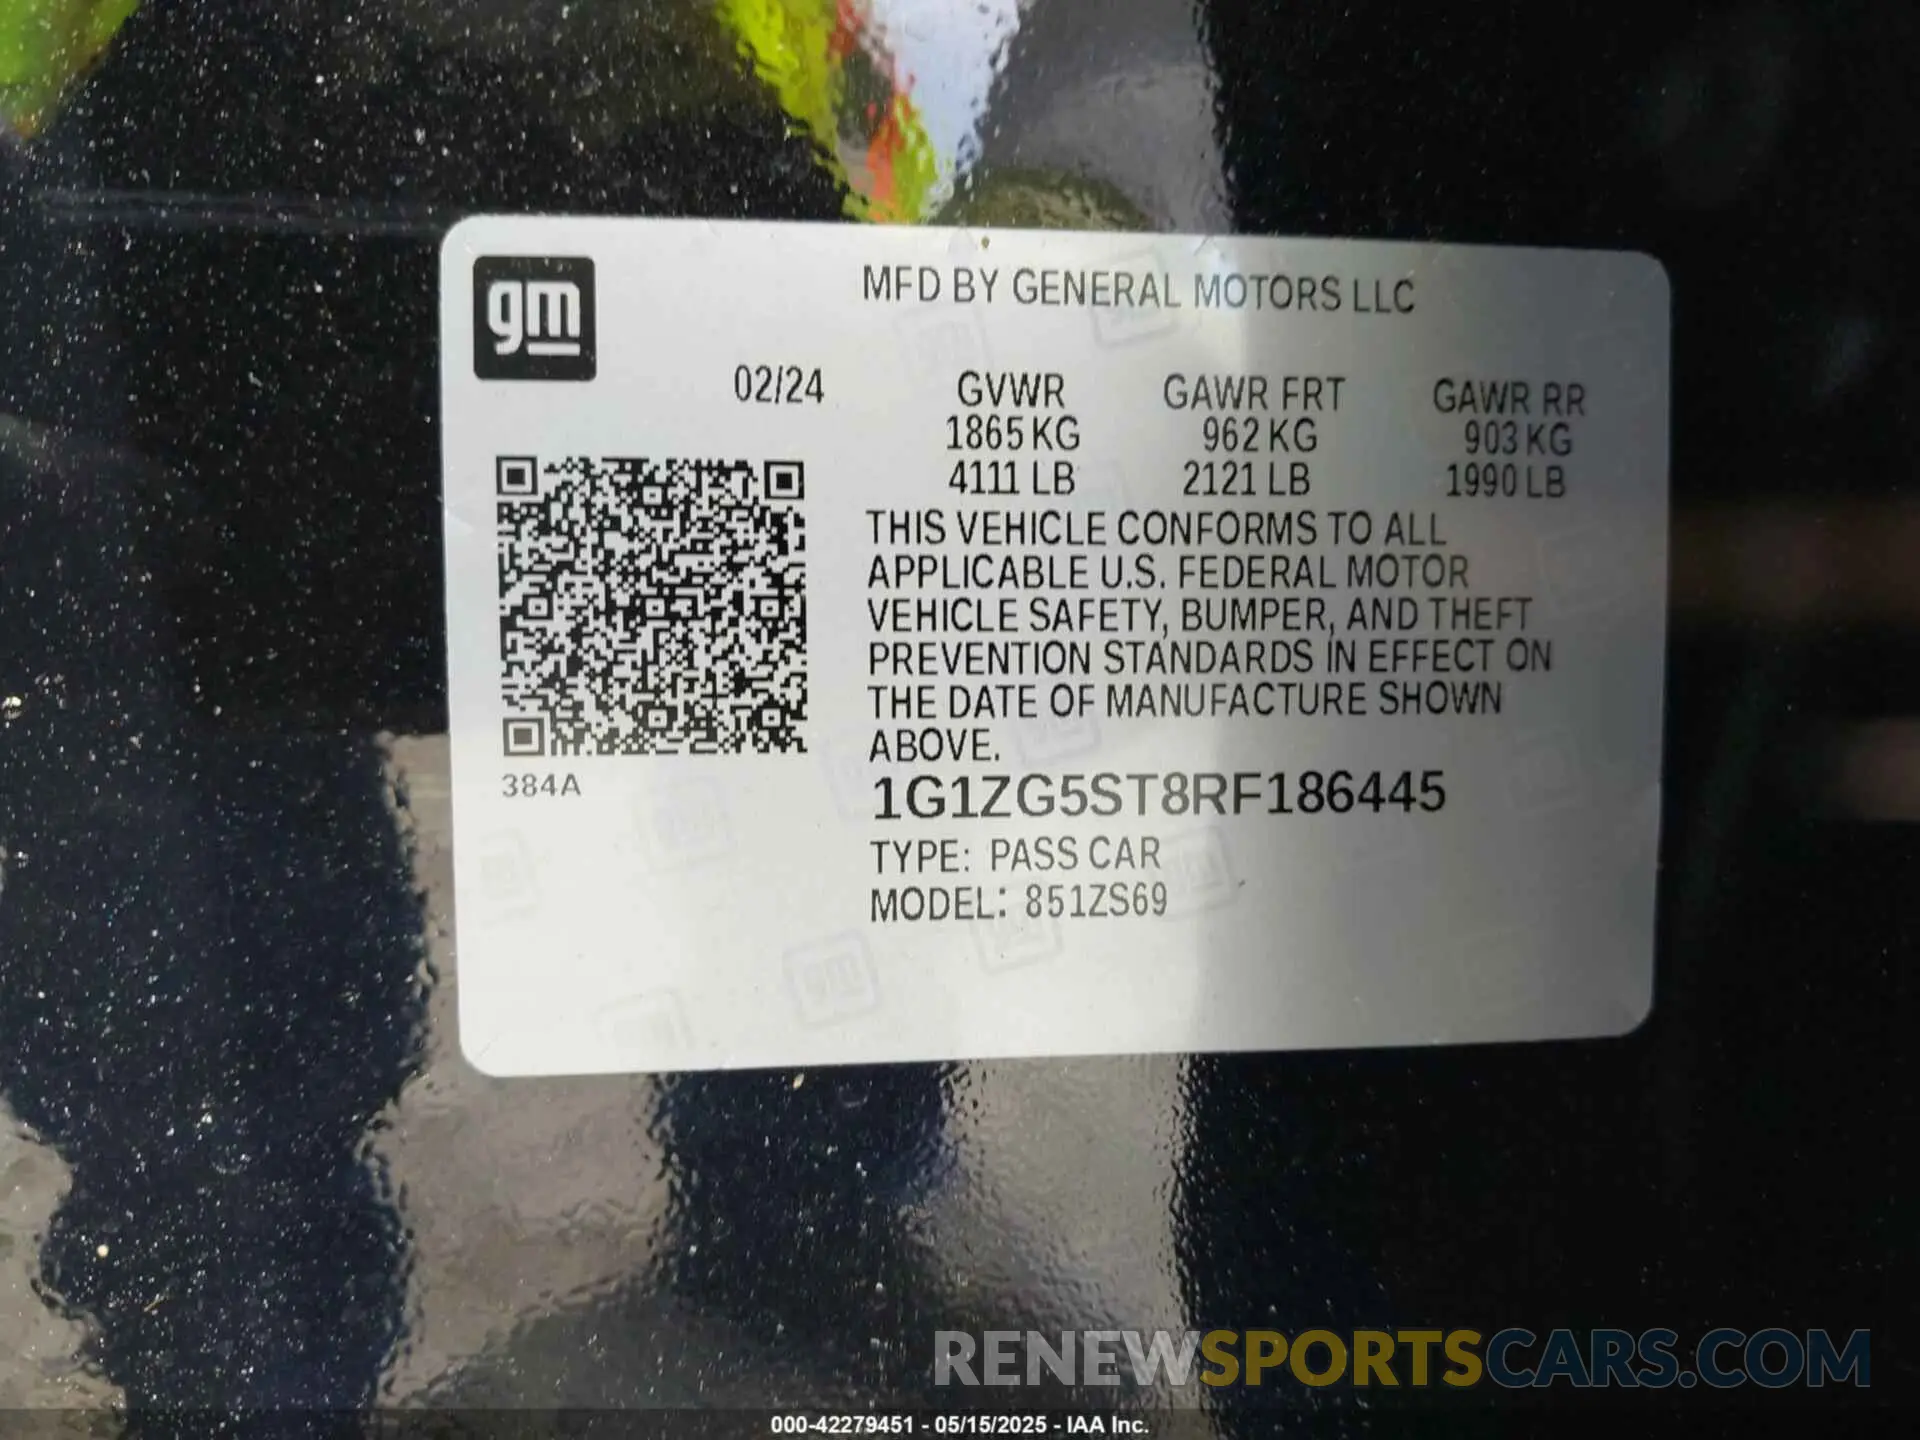 gm
MFD BY GENERAL MOTORS LLC
02/24
GVWR GAWR FRT GAWR RR
1865 KG 962 KG 903 KG
4111 LB 2121 LB 1990 LB
THIS VEHICLE CONFORMS TO ALL
APPLICABLE U.S. FEDERAL MOTOR
VEHICLE SAFETY, BUMPER, AND THEFT
PREVENTION STANDARDS IN EFFECT ON
THE DATE OF MANUFACTURE SHOWN
ABOVE.
384A
1G1ZG5ST8RF186445
TYPE: PASS CAR
MODEL: 851ZS69
RENEWSPORTSCARS.COM
000-42279451 - 05/15/2025 - IAA Inc.